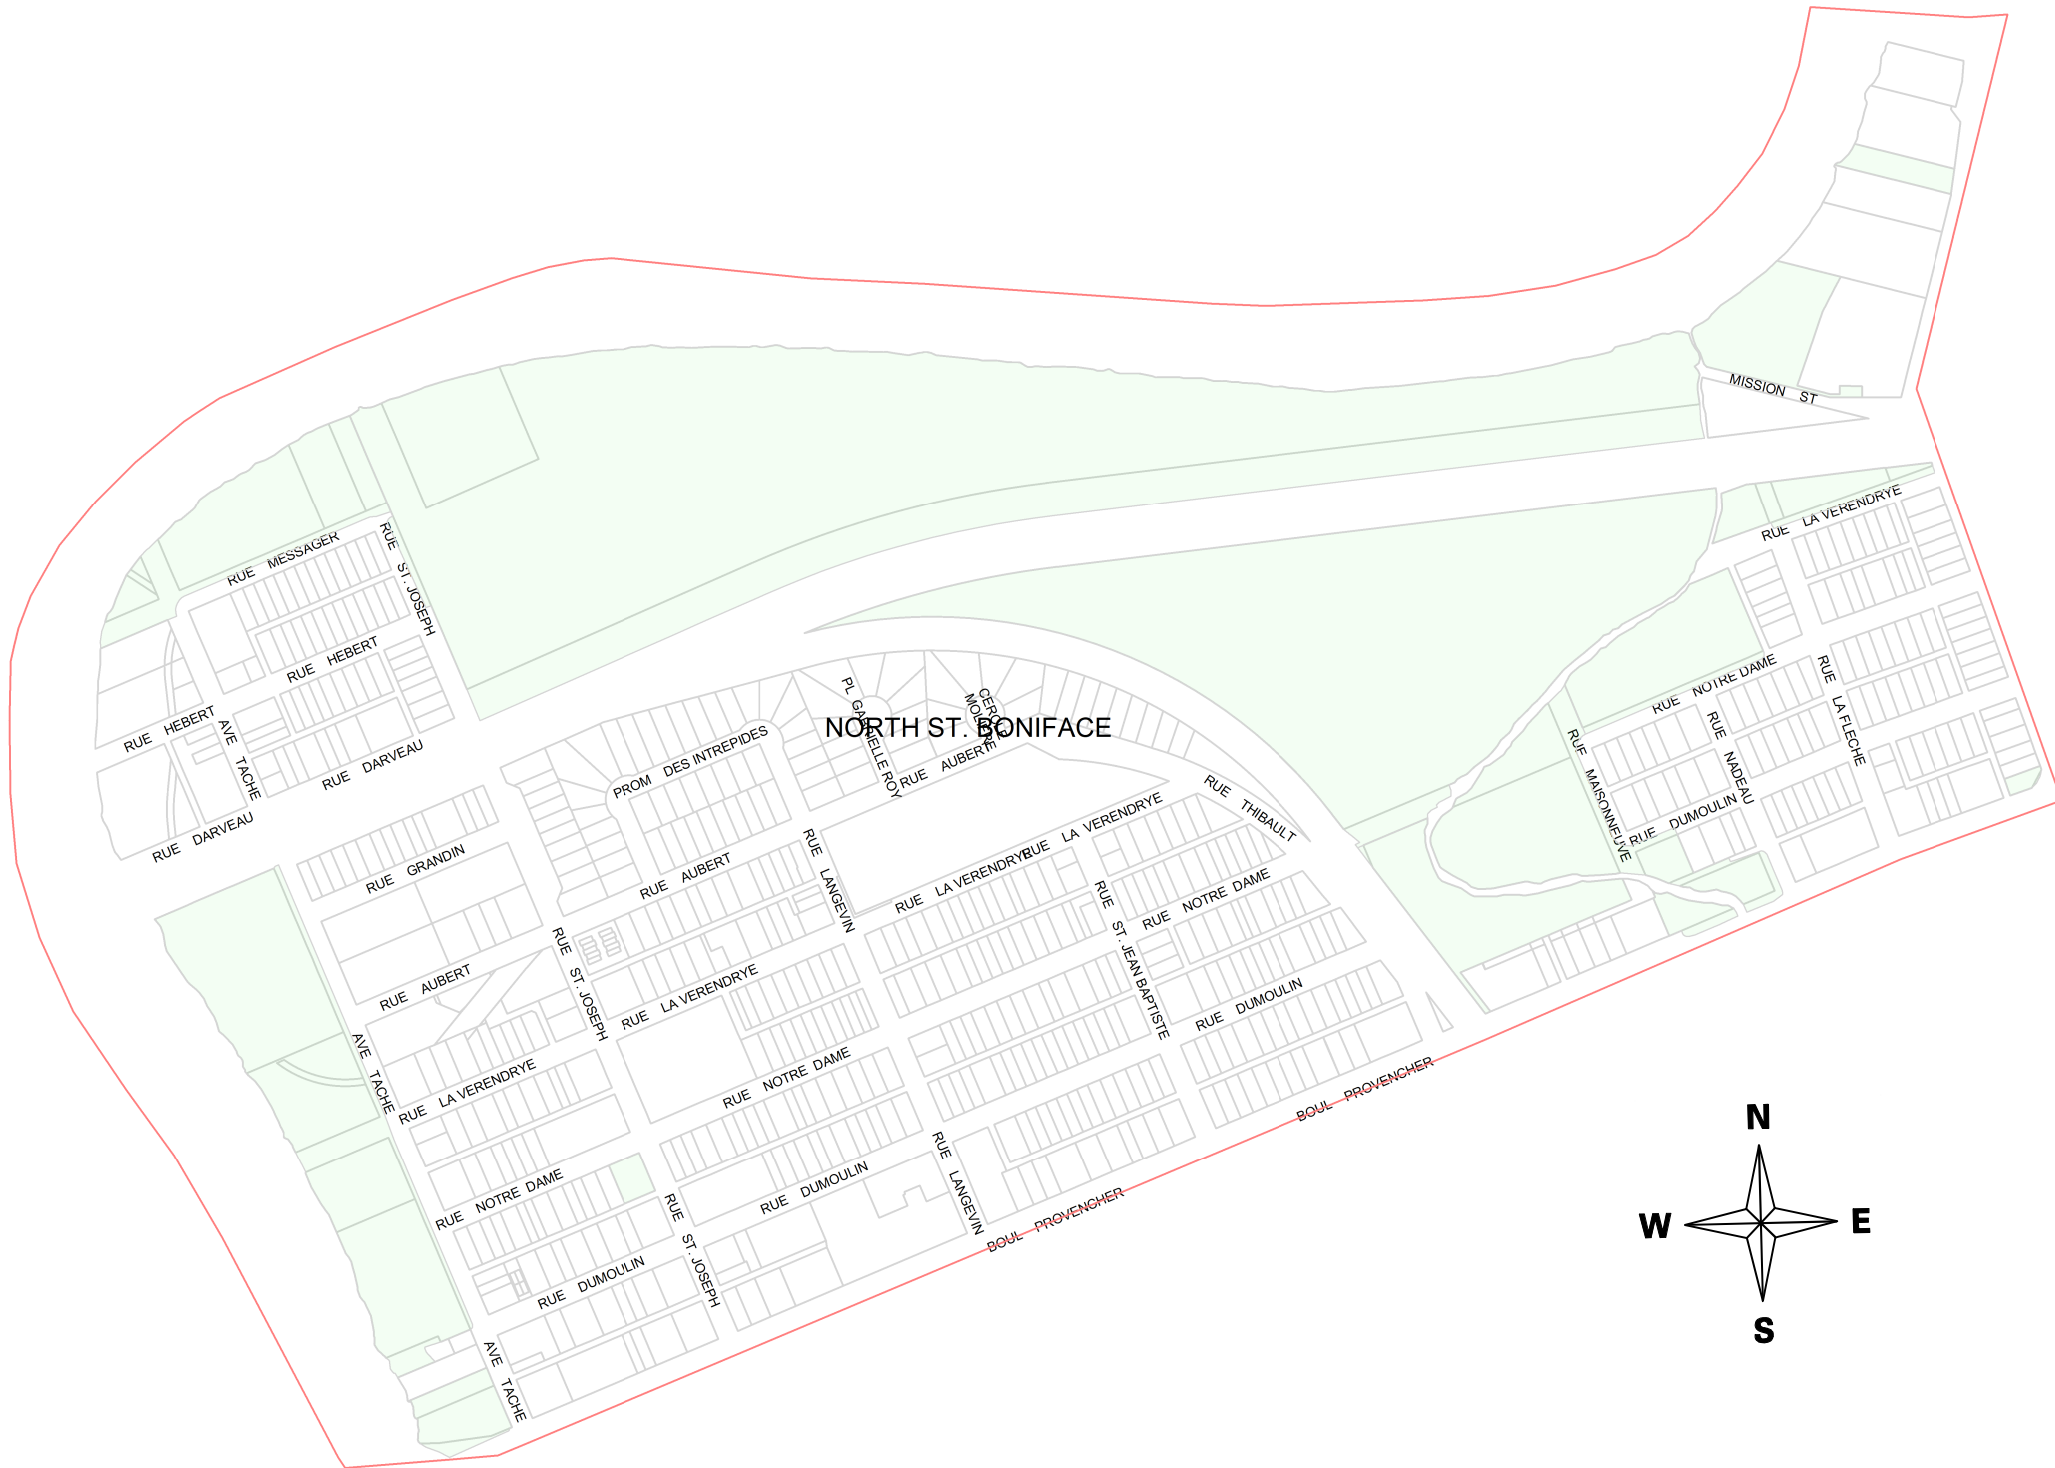 MISSION ST
RUE LA VERENDRYE
RUE ST. JOSEPH
RUE MESSAGER
RUE HEBERT
RUE HEBERT
AVE TACHE
RUE DARVEAU
RUE DARVEAU
PROM DES INTREPIDES
PL GABRIELLE ROY
CERCLE MOLIERE
NORTH ST. BONIFACE
RUE AUBERT
RUE NOTRE DAME
RUE LA FLECHE
RUE NADEAU
RUE MAISONNEUVE
RUE DUMOULIN
RUE THIBAULT
RUE LA VERENDRYE
RUE LA VERENDRYE
RUE GRANDIN
RUE AUBERT
RUE LANGEVIN
RUE NOTRE DAME
RUE ST. JEAN BAPTISTE
RUE AUBERT
RUE ST. JOSEPH
RUE LA VERENDRYE
RUE DUMOULIN
AVE TACHE
RUE LA VERENDRYE
RUE NOTRE DAME
BOUL PROVENCHER
RUE NOTRE DAME
RUE DUMOULIN
RUE LANGEVIN
BOUL PROVENCHER
RUE ST. JOSEPH
RUE DUMOULIN
AVE TACHE
N
W
E
S